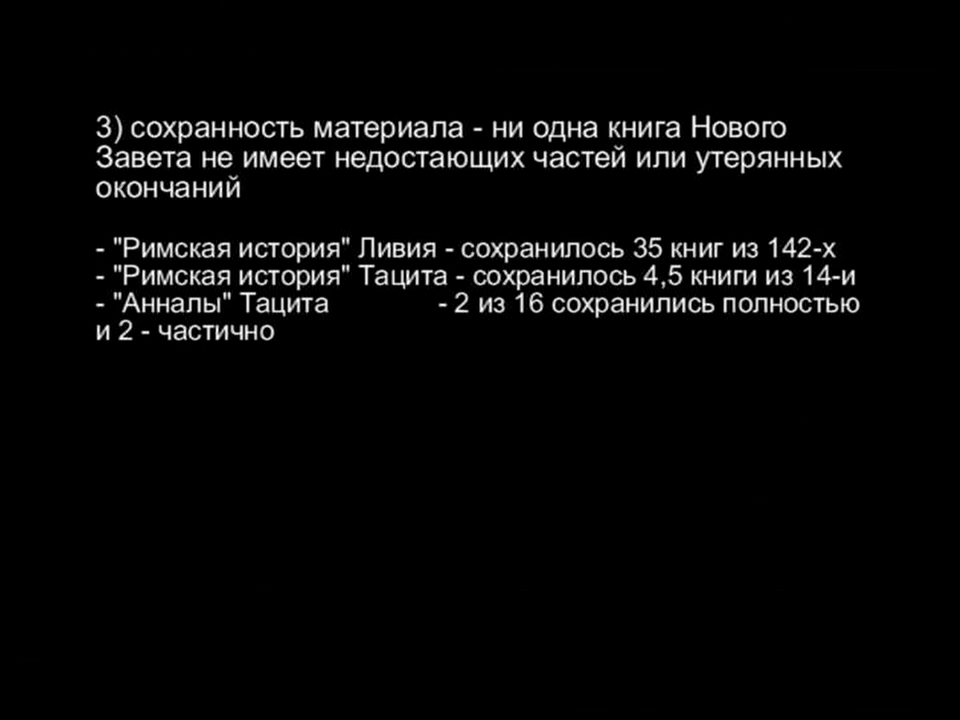 3) сохранность материала - ни одна книга Нового
Завета не имеет недостающих частей или утерянных
окончаний
- "Римская история" Ливия - сохранилось 35 книг из 142-х
- "Римская история" Тацита - сохранилось 4,5 книги из 14-и
- "Анналы" Тацита - 2 из 16 сохранились полностью
и 2 - частично